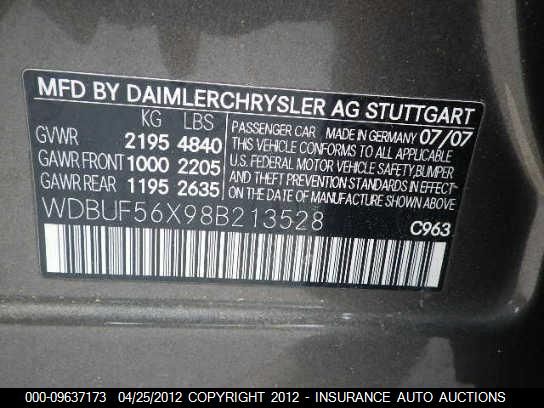 MFD BY DAIMLERCHRYSLER AG STUTTGART
KG LBS
GVWR 2195 4840
GAWR FRONT 1000 2205
GAWR REAR 1195 2635
PASSENGER CAR MADE IN GERMANY 07/07
THIS VEHICLE CONFORMS TO ALL APPLICABLE
U.S. FEDERAL MOTOR VEHICLE SAFETY,BUMPER
AND THEFT PREVENTION STANDARDS IN EFFECT
ON THE DATE OF MANUFACTURE SHOWN ABOVE
WDBUF56X98B213528
C963
000-09637173 04/25/2012 COPYRIGHT 2012 - INSURANCE AUTO AUCTIONS